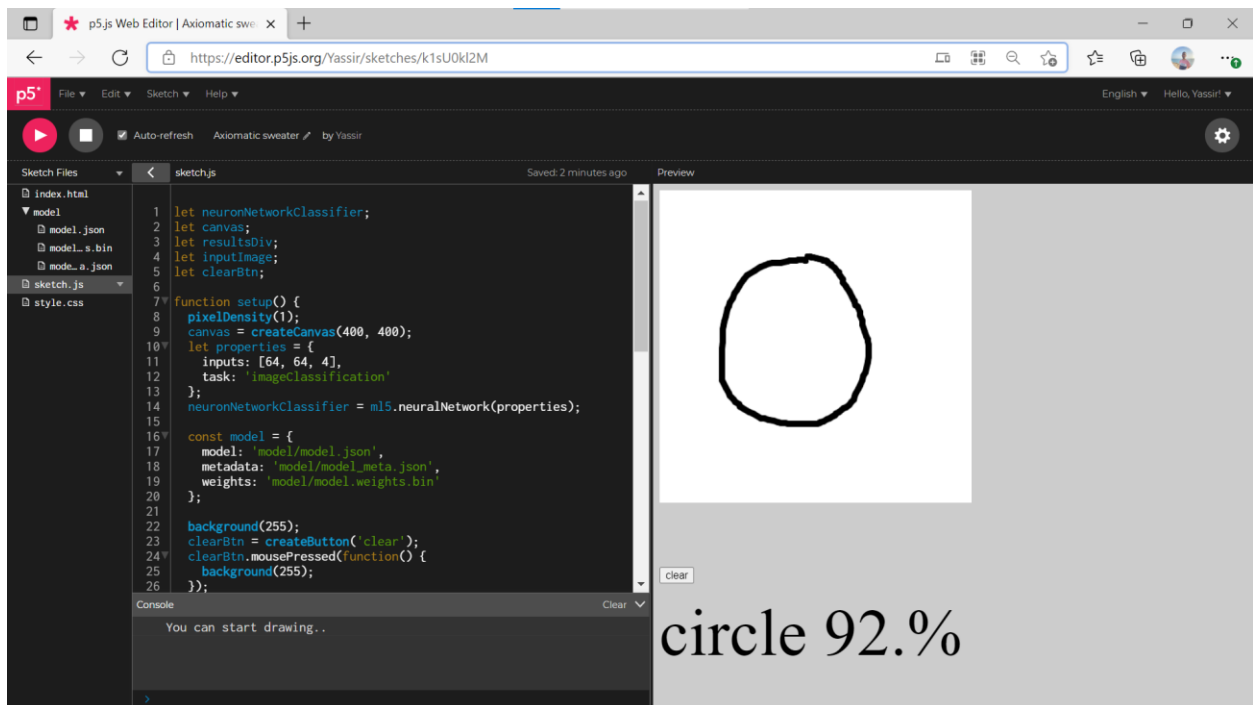 p5.js Web Editor | Axiomatic swe
https://editor.p5js.org/Yassir/sketches/k1sU0kl2M
p5* File Edit Sketch Help English Hello, Yassir!
Auto-refresh Axiomatic sweater by Yassir
Sketch Files sketch.js Saved: 2 minutes ago Preview
index.html
model
model.json
model…s.bin
mode…a.json
sketch.js
style.css
1 let neuronNetworkClassifier;
2 let canvas;
3 let resultsDiv;
4 let inputImage;
5 let clearBtn;
6
7 function setup() {
8 pixelDensity(1);
9 canvas = createCanvas(400, 400);
10 let properties = {
11 inputs: [64, 64, 4],
12 task: 'imageClassification'
13 };
14 neuronNetworkClassifier = ml5.neuralNetwork(properties);
15
16 const model = {
17 model: 'model/model.json',
18 metadata: 'model/model_meta.json',
19 weights: 'model/model.weights.bin'
20 };
21
22 background(255);
23 clearBtn = createButton('clear');
24 clearBtn.mousePressed(function() {
25 background(255);
26 });
Console Clear
You can start drawing..
>
clear
circle 92.%